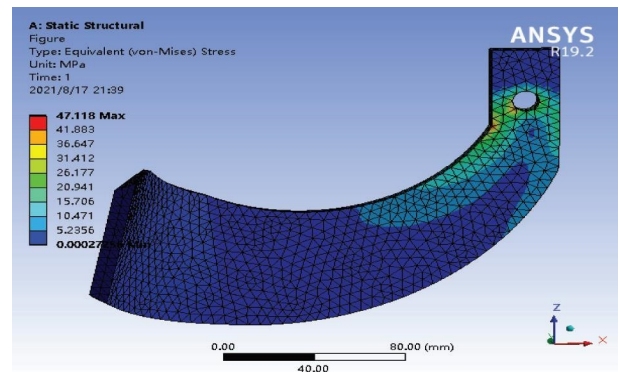 A: Static Structural
Figure
Type: Equivalent (von-Mises) Stress
Unit: MPa
Time: 1
2021/8/17 21:39
ANSYS
R19.2
47.118 Max
41.883
36.647
31.412
26.177
20.941
15.706
10.471
5.2356
Min
0.00
80.00 (mm)
40.00
Z
X